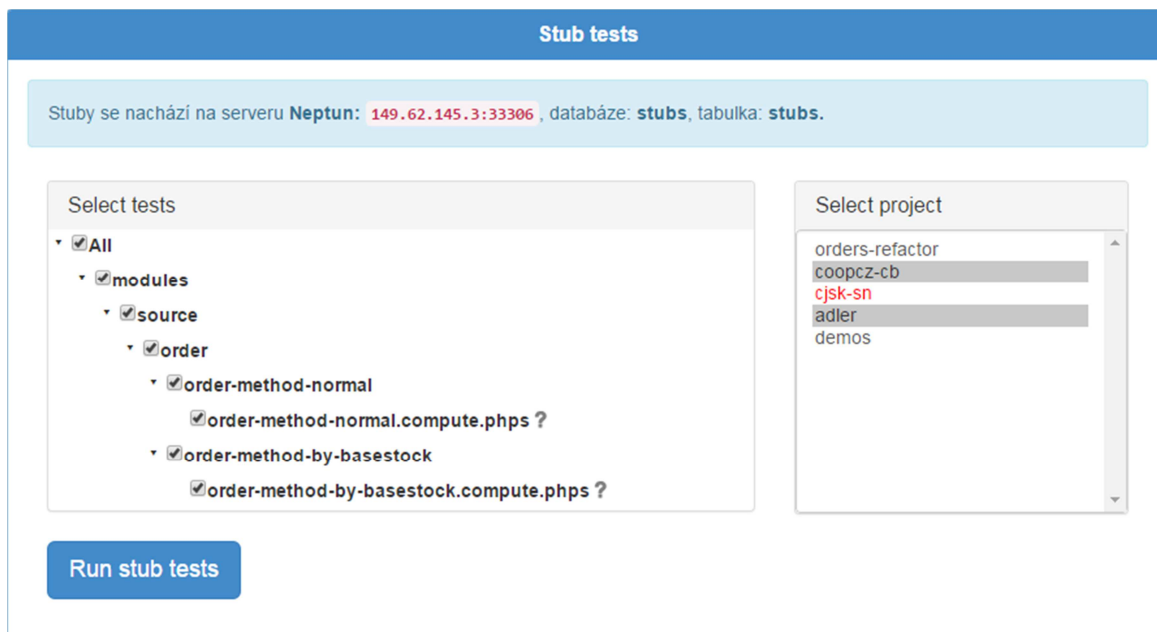 Stub tests
Stuby se nachází na serveru Neptun: 149.62.145.3:33306, databáze: stubs, tabulka: stubs.
Select tests
All
modules
source
order
order-method-normal
order-method-normal.compute.phps ?
order-method-by-basestock
order-method-by-basestock.compute.phps ?
Select project
orders-refactor
coopcz-cb
cjsk-sn
adler
demos
Run stub tests